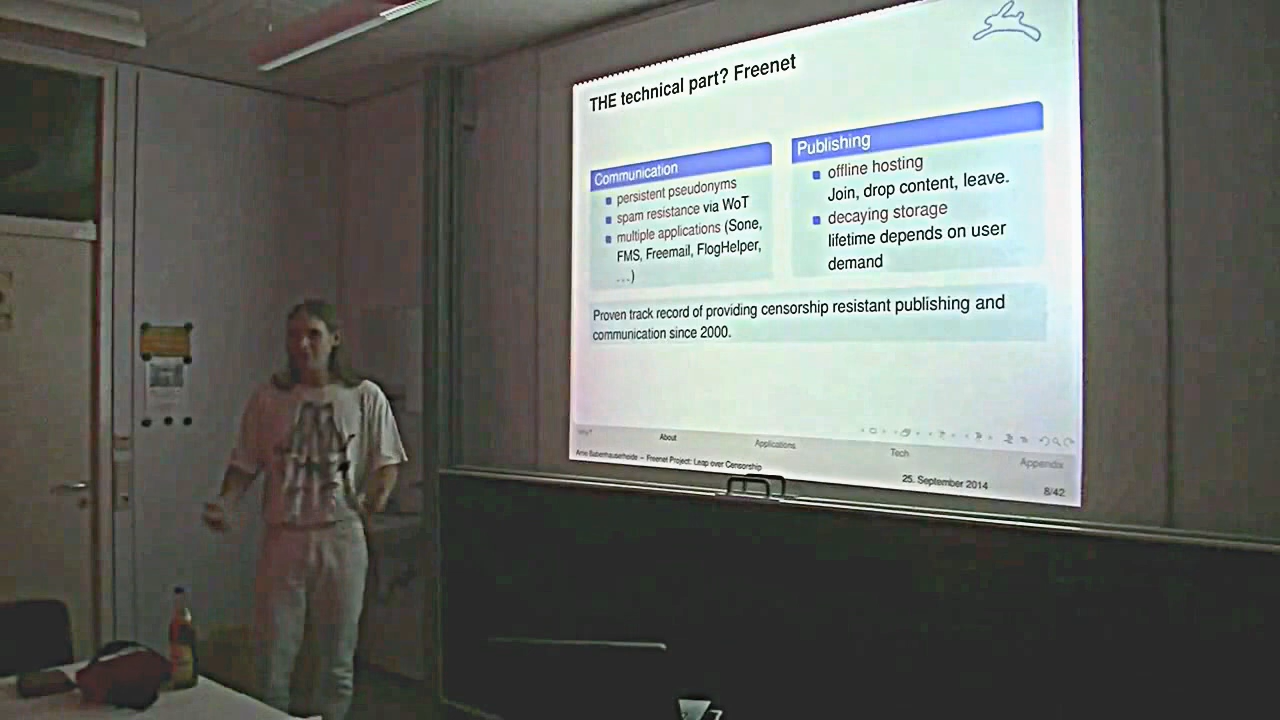 THE technical part? Freenet
Communication
persistent pseudonyms
spam resistance via WoT
multiple applications (Sone,
FMS, Freemail, FlogHelper,
...)
Publishing
offline hosting
Join, drop content, leave.
decaying storage
lifetime depends on user
demand
Proven track record of providing censorship resistant publishing and
communication since 2000.
Why?
About
Applications
Tech
Appendix
Arne Babenhauserheide – Freenet Project: Leap over Censorship
25. September 2014
8/42